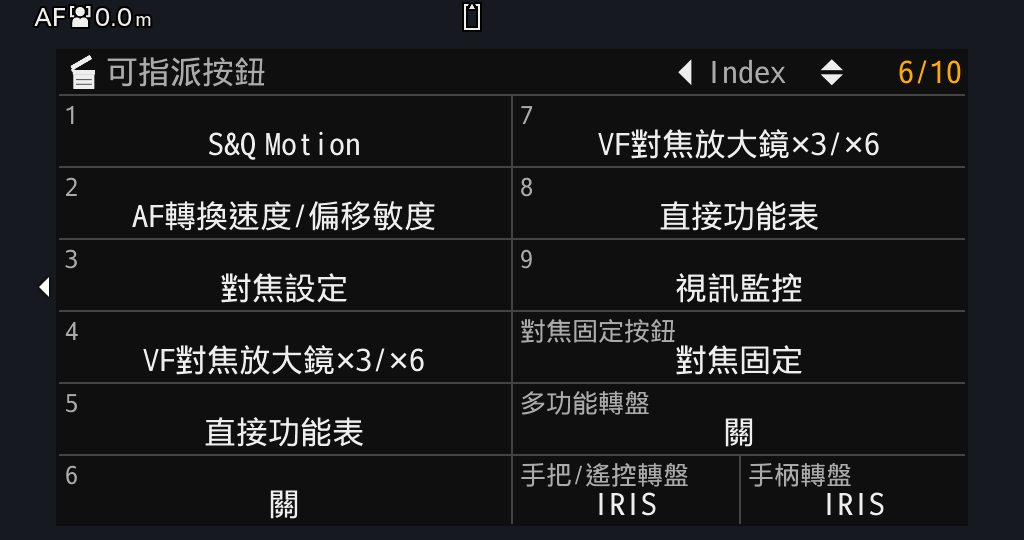 AF 0.0m
可指派按鈕 Index 6/10
1
S&Q Motion
2
AF轉換速度/偏移敏度
3
對焦設定
4
VF對焦放大鏡×3/×6
5
直接功能表
6
關
7
VF對焦放大鏡×3/×6
8
直接功能表
9
視訊監控
對焦固定按鈕
對焦固定
多功能轉盤
關
手把/遙控轉盤
IRIS
手柄轉盤
IRIS